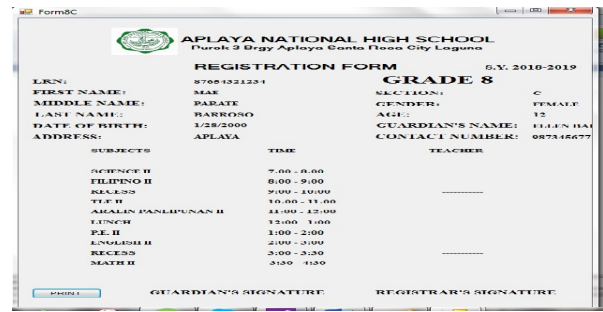 Form8C
APLAYA NATIONAL HIGH SCHOOL
Purok 3 Brgy Aplaya Santa Rosa City Laguna
REGISTRATION FORM S.Y. 2018-2019
LRN: 87654321234 GRADE 8
FIRST NAME: MAE SECTION: C
MIDDLE NAME: PARATE GENDER: FEMALE
LAST NAME: BARROSO AGE: 12
DATE OF BIRTH: 1/28/2000 GUARDIAN'S NAME: ELLEN
ADDRESS: APLAYA CONTACT NUMBER:
SUBJECTS TIME TEACHER
SCIENCE II 7:00 - 8:00
FILIPINO II 8:00 - 9:00
RECESS 9:00 - 10:00 ----------
TLE II 10:00 - 11:00
ARALIN PANLIPUNAN II 11:00 - 12:00
LUNCH 12:00 - 1:00
P.E. II 1:00 - 2:00
ENGLISH II 2:00 - 3:00
RECESS 3:00 - 3:30 ----------
MATH II 3:30 - 4:30
PRINT GUARDIAN'S SIGNATURE REGISTRAR'S SIGNATURE